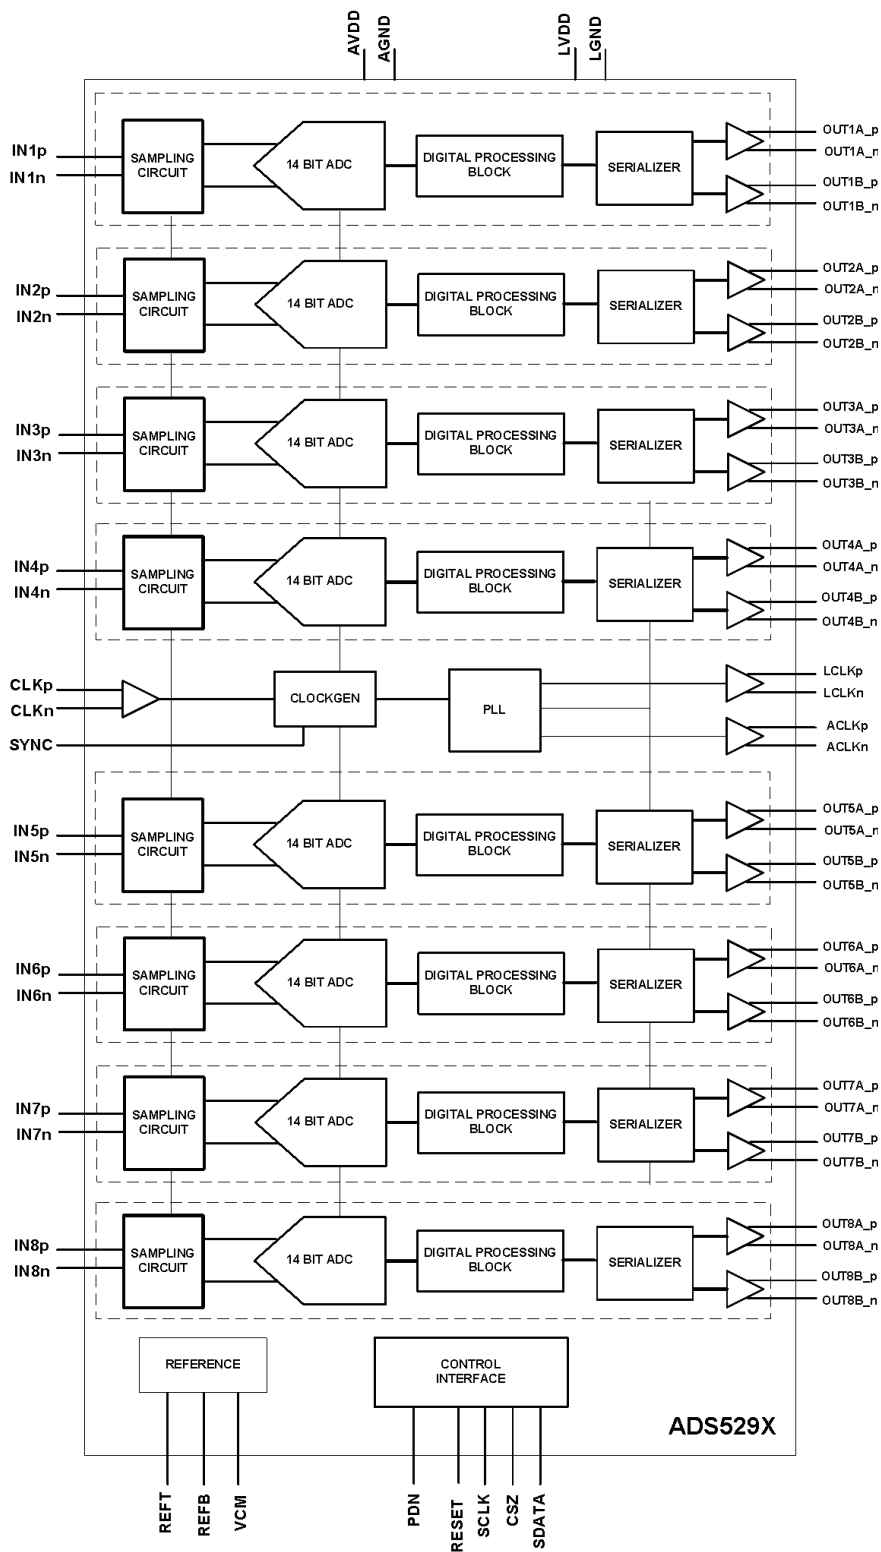 AVDD
AGND
LVDD
LGND
IN1p
IN1n
SAMPLING
CIRCUIT
14 BIT ADC
DIGITAL PROCESSING
BLOCK
SERIALIZER
OUT1A_p
OUT1A_n
OUT1B_p
OUT1B_n
IN2p
IN2n
SAMPLING
CIRCUIT
14 BIT ADC
DIGITAL PROCESSING
BLOCK
SERIALIZER
OUT2A_p
OUT2A_n
OUT2B_p
OUT2B_n
IN3p
IN3n
SAMPLING
CIRCUIT
14 BIT ADC
DIGITAL PROCESSING
BLOCK
SERIALIZER
OUT3A_p
OUT3A_n
OUT3B_p
OUT3B_n
IN4p
IN4n
SAMPLING
CIRCUIT
14 BIT ADC
DIGITAL PROCESSING
BLOCK
SERIALIZER
OUT4A_p
OUT4A_n
OUT4B_p
OUT4B_n
CLKp
CLKn
SYNC
CLOCKGEN
PLL
LCLKp
LCLKn
ACLKp
ACLKn
IN5p
IN5n
SAMPLING
CIRCUIT
14 BIT ADC
DIGITAL PROCESSING
BLOCK
SERIALIZER
OUT5A_p
OUT5A_n
OUT5B_p
OUT5B_n
IN6p
IN6n
SAMPLING
CIRCUIT
14 BIT ADC
DIGITAL PROCESSING
BLOCK
SERIALIZER
OUT6A_p
OUT6A_n
OUT6B_p
OUT6B_n
IN7p
IN7n
SAMPLING
CIRCUIT
14 BIT ADC
DIGITAL PROCESSING
BLOCK
SERIALIZER
OUT7A_p
OUT7A_n
OUT7B_p
OUT7B_n
IN8p
IN8n
SAMPLING
CIRCUIT
14 BIT ADC
DIGITAL PROCESSING
BLOCK
SERIALIZER
OUT8A_p
OUT8A_n
OUT8B_p
OUT8B_n
REFERENCE
CONTROL
INTERFACE
ADS529X
REFT
REFB
VCM
PDN
RESET
SCLK
CSZ
SDATA